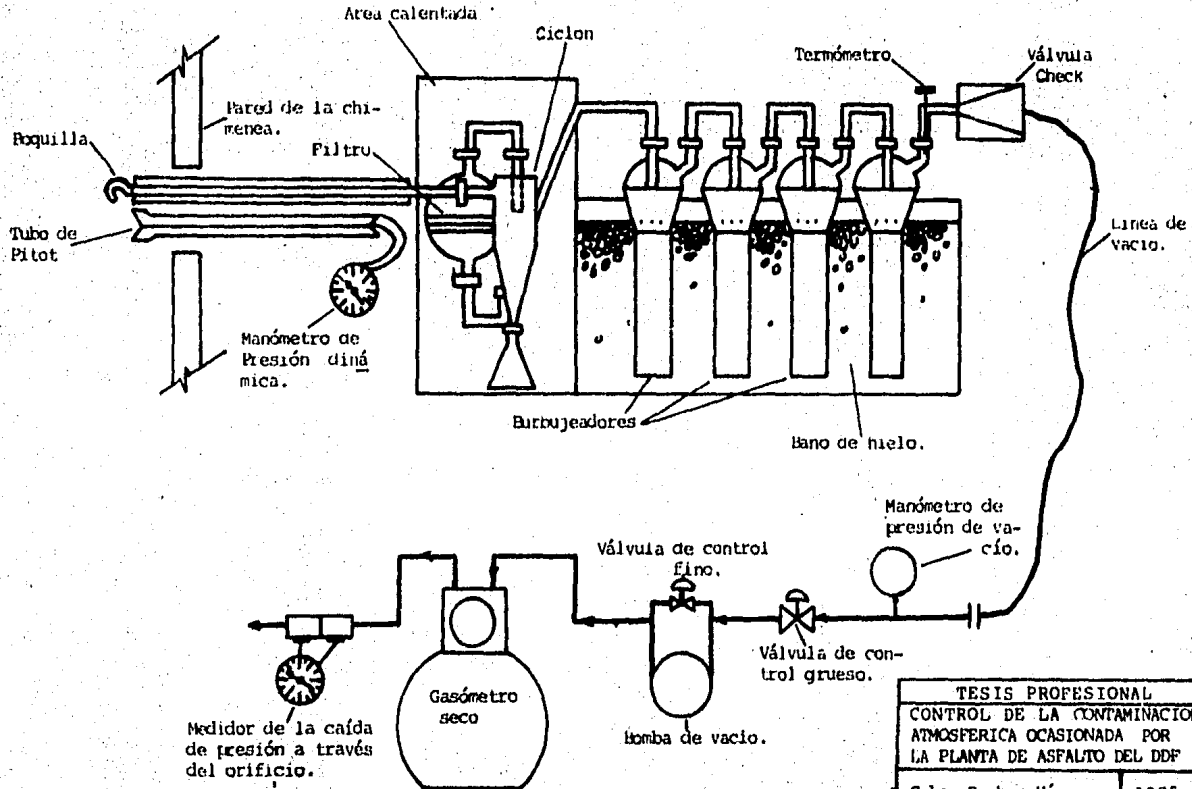 Area calentada
Ciclon
Termómetro
Válvula
Check
Pared de la chi-
menea.
Boquilla
Filtro
Tubo de
Pitot
Linea de
vacio.
Manómetro de
Presión diná
mica.
Burbujeadores
Bano de hielo.
Manómetro de
presión de va-
cío.
Válvula de control
fino.
Válvula de con-
trol grueso.
Gasómetro
seco
Bomba de vacio.
Medidor de la caída
de presión a través
del orificio.
TESIS PROFESIONAL
CONTROL DE LA CONTAMINACION
ATMOSFERICA OCASIONADA POR
LA PLANTA DE ASFALTO DEL DDF